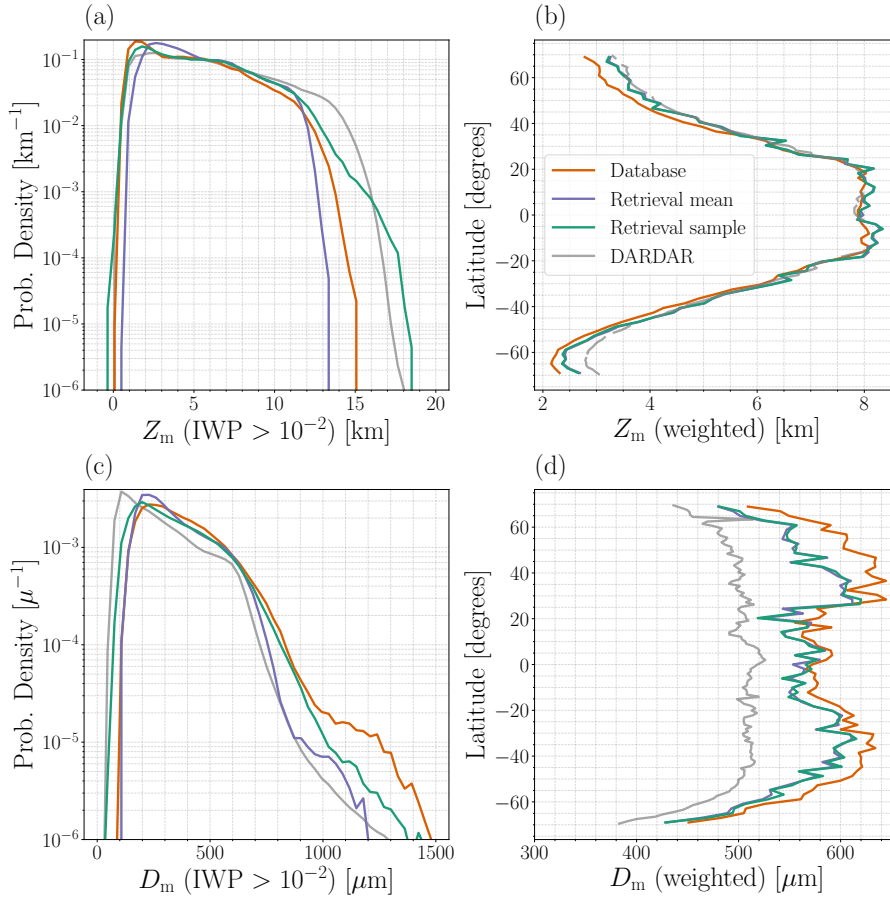 (a)
(b)
Prob. Density [km⁻¹]
10⁻¹
10⁻²
10⁻³
10⁻⁴
10⁻⁵
10⁻⁶
0 5 10 15 20
Z_m (IWP > 10⁻²) [km]
Latitude [degrees]
60
40
20
0
−20
−40
−60
2 4 6 8
Z_m (weighted) [km]
Database
Retrieval mean
Retrieval sample
DARDAR
(c)
(d)
Prob. Density [μ⁻¹]
10⁻³
10⁻⁴
10⁻⁵
10⁻⁶
0 500 1000 1500
D_m (IWP > 10⁻²) [μm]
Latitude [degrees]
60
40
20
0
−20
−40
−60
300 400 500 600
D_m (weighted) [μm]